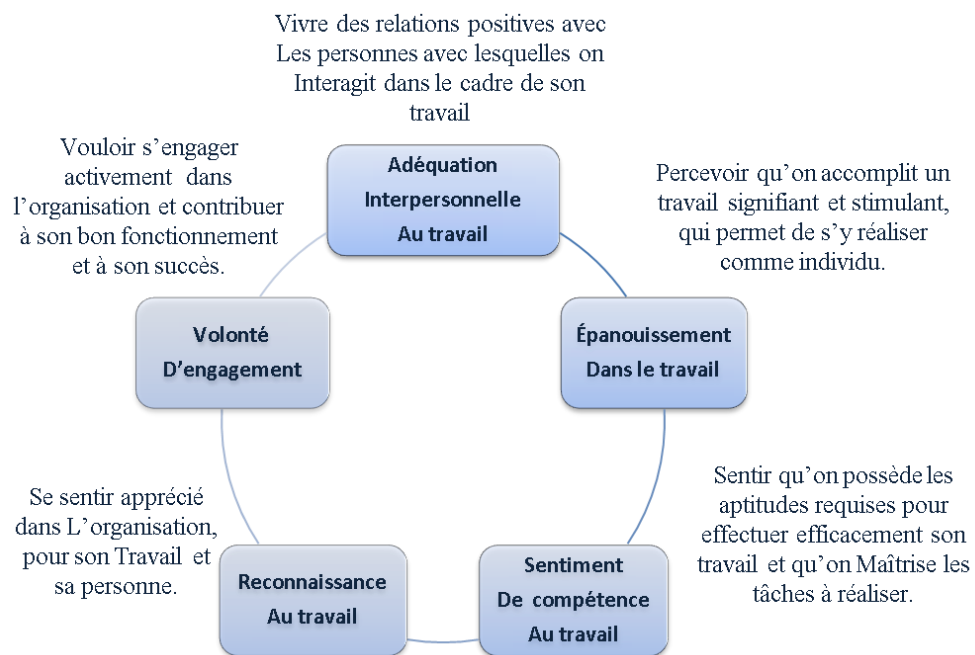 Vivre des relations positives avec
Les personnes avec lesquelles on
Interagit dans le cadre de son
travail
Adéquation
Interpersonnelle
Au travail
Percevoir qu'on accomplit un
travail signifiant et stimulant,
qui permet de s'y réaliser
comme individu.
Épanouissement
Dans le travail
Sentir qu'on possède les
aptitudes requises pour
effectuer efficacement son
travail et qu'on Maîtrise les
tâches à réaliser.
Sentiment
De compétence
Au travail
Se sentir apprécié
dans L'organisation,
pour son Travail et
sa personne.
Reconnaissance
Au travail
Vouloir s'engager
activement dans
l'organisation et contribuer
à son bon fonctionnement
et à son succès.
Volonté
D'engagement